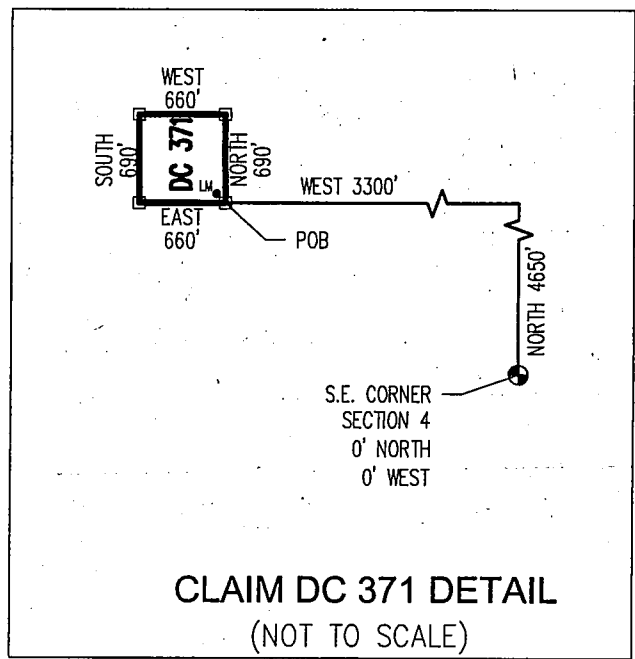 WEST
660'
SOUTH
690'
DC 371
NORTH
690'
LM
WEST 3300'
EAST
660'
POB
NORTH 4650'
S.E. CORNER
SECTION 4
0' NORTH
0' WEST
CLAIM DC 371 DETAIL
(NOT TO SCALE)